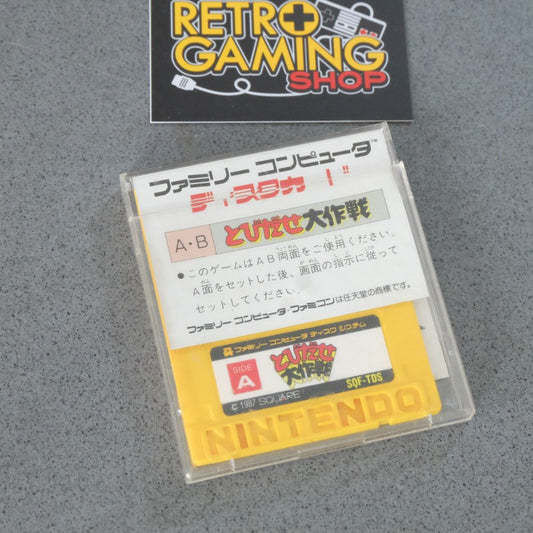 RETRO
GAMING
SHOP
ファミリー コンピュータ™
ディスクカード
A・B とびだせ大作戦
●このゲームはAB両面をご使用ください。
A面をセットした後、画面の指示に従って
セットしてください。
ファミリー コンピュータ・ファミコンは任天堂の商標です。
ファミリー コンピュータ ディスク システム
SIDE
A
とびだせ
大作戦
SQF-TDS
© 1987 SQUARE
NINTENDO